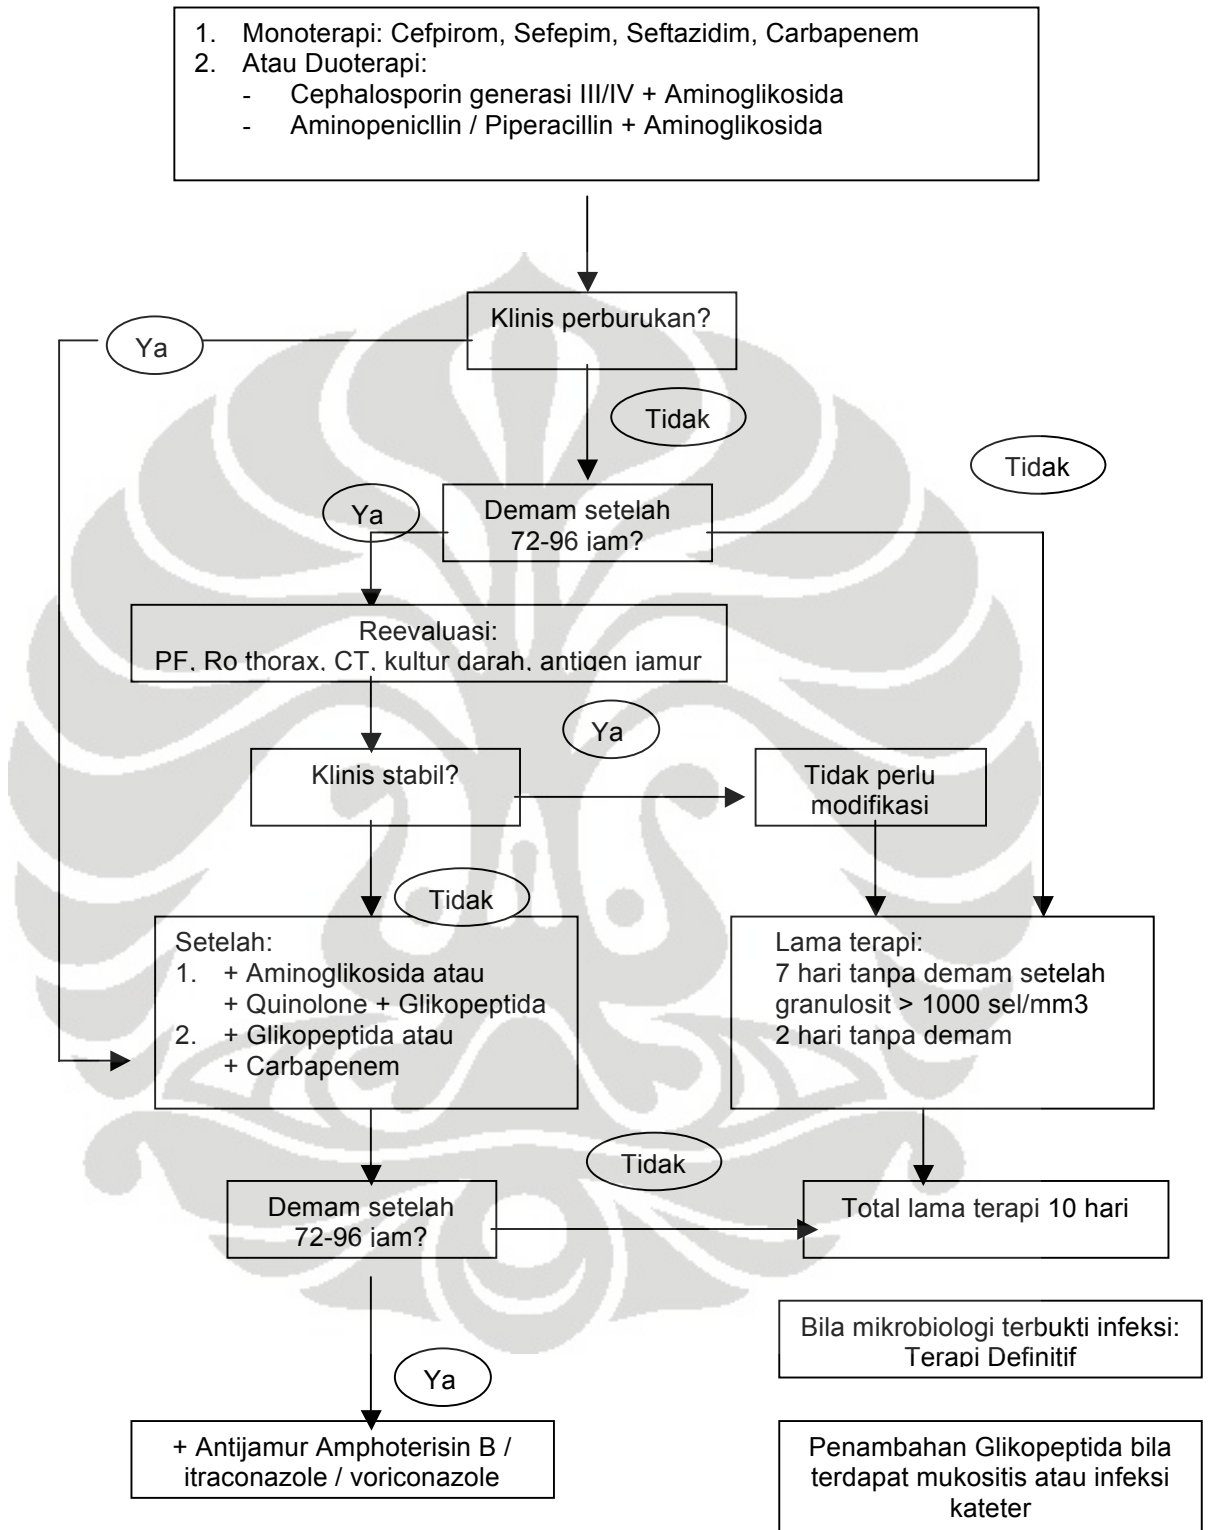 1. Monoterapi: Cefpirom, Sefepim, Seftazidim, Carbapenem
2. Atau Duoterapi:
- Cephalosporin generasi III/IV + Aminoglikosida
- Aminopenicllin / Piperacillin + Aminoglikosida
Klinis perburukan?
Ya
Tidak
Tidak
Ya
Demam setelah
72-96 jam?
Reevaluasi:
PF, Ro thorax, CT, kultur darah, antigen jamur
Ya
Klinis stabil?
Tidak perlu
modifikasi
Tidak
Setelah:
1. + Aminoglikosida atau
+ Quinolone + Glikopeptida
2. + Glikopeptida atau
+ Carbapenem
Lama terapi:
7 hari tanpa demam setelah
granulosit > 1000 sel/mm3
2 hari tanpa demam
Tidak
Demam setelah
72-96 jam?
Total lama terapi 10 hari
Bila mikrobiologi terbukti infeksi:
Terapi Definitif
Ya
+ Antijamur Amphoterisin B /
itraconazole / voriconazole
Penambahan Glikopeptida bila
terdapat mukositis atau infeksi
kateter